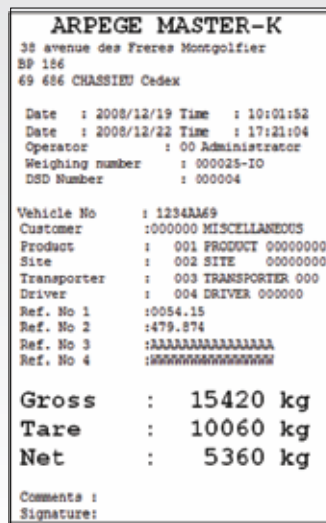 ARPEGE MASTER-K
38 avenue des Freres Montgolfier
BP 186
69 686 CHASSIEU Cedex
Date : 2008/12/19 Time : 10:01:52
Date : 2008/12/22 Time : 17:21:04
Operator : 00 Administrator
Weighing number : 000025-IO
DSD Number : 000004
Vehicle No : 1234AA69
Customer :000000 MISCELLANEOUS
Product : 001 PRODUCT 00000000
Site : 002 SITE 00000000
Transporter : 003 TRANSPORTER 000
Driver : 004 DRIVER 000000
Ref. No 1 :0054.15
Ref. No 2 :479.874
Ref. No 3 :AAAAAAAAAAAAAAAA
Ref. No 4 :WWWWWWWWWWWWWWWW
Gross : 15420 kg
Tare : 10060 kg
Net : 5360 kg
Comments :
Signature: